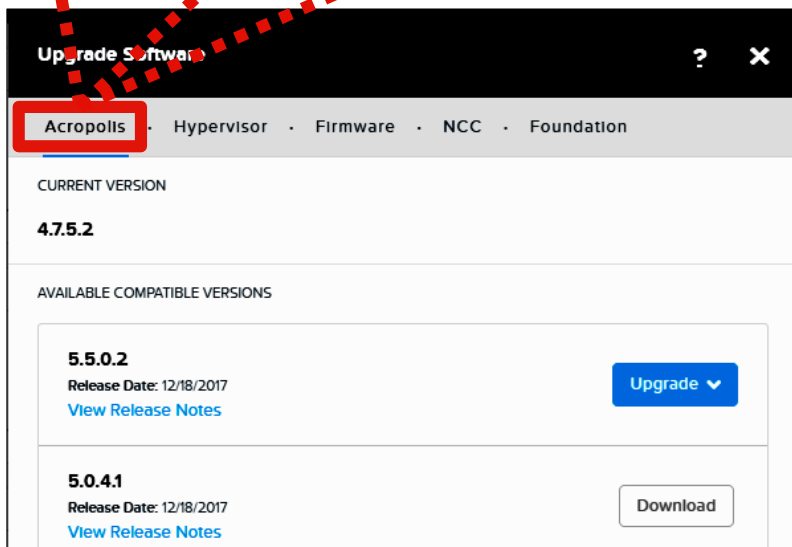 Upgrade Software ? ×
Acropolis · Hypervisor · Firmware · NCC · Foundation
CURRENT VERSION
4.7.5.2
AVAILABLE COMPATIBLE VERSIONS
5.5.0.2
Release Date: 12/18/2017
View Release Notes
Upgrade
5.0.4.1
Release Date: 12/18/2017
View Release Notes
Download